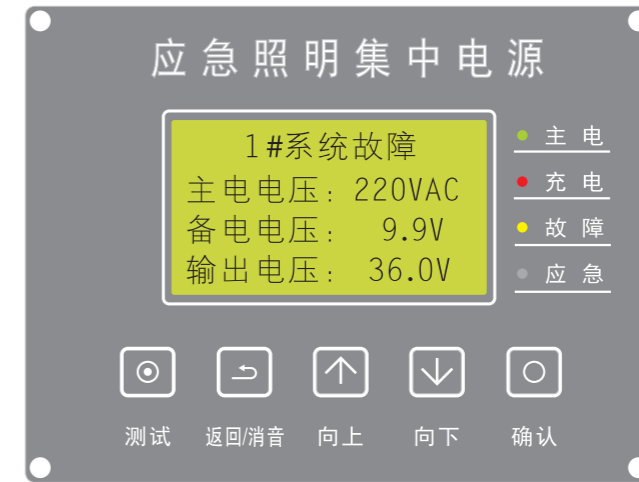 应急照明集中电源
1#系统故障
主电电压: 220VAC
备电电压: 9.9V
输出电压: 36.0V
主电
充电
故障
应急
测试 返回/消音 向上 向下 确认